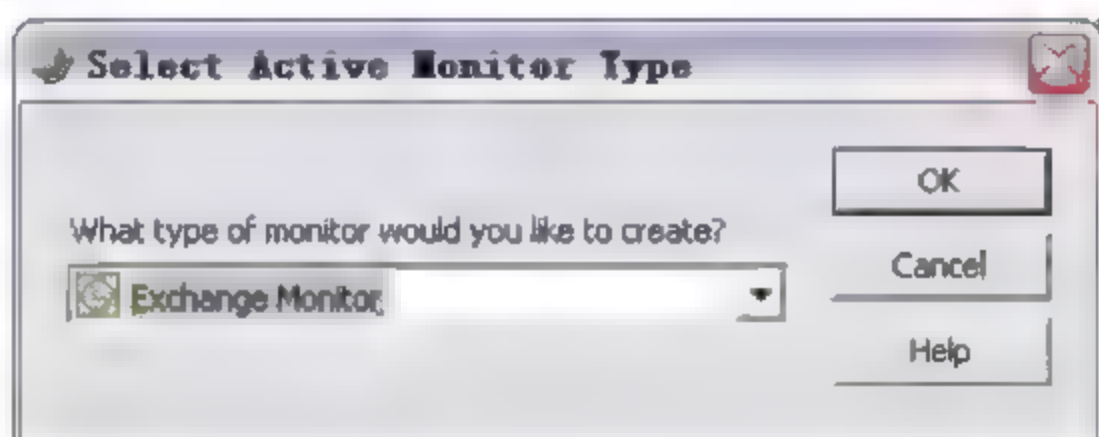 Select Active Monitor Type
OK
What type of monitor would you like to create?
Cancel
Exchange Monitor
Help